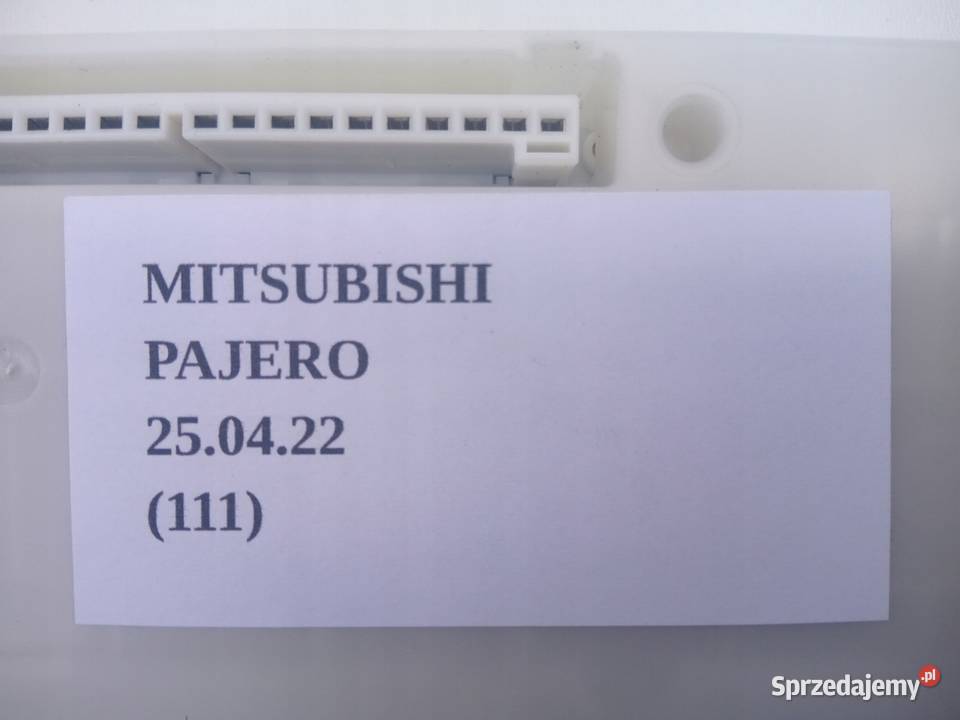 MITSUBISHI
PAJERO
25.04.22
(111)
Sprzedajemy.pl